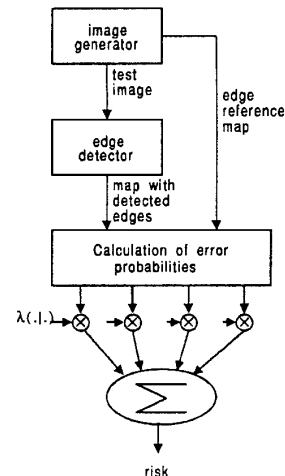 image
generator
test
image
edge
reference
map
edge
detector
map with
detected
edges
Calculation of error
probabilities
λ(.|.)
Σ
risk